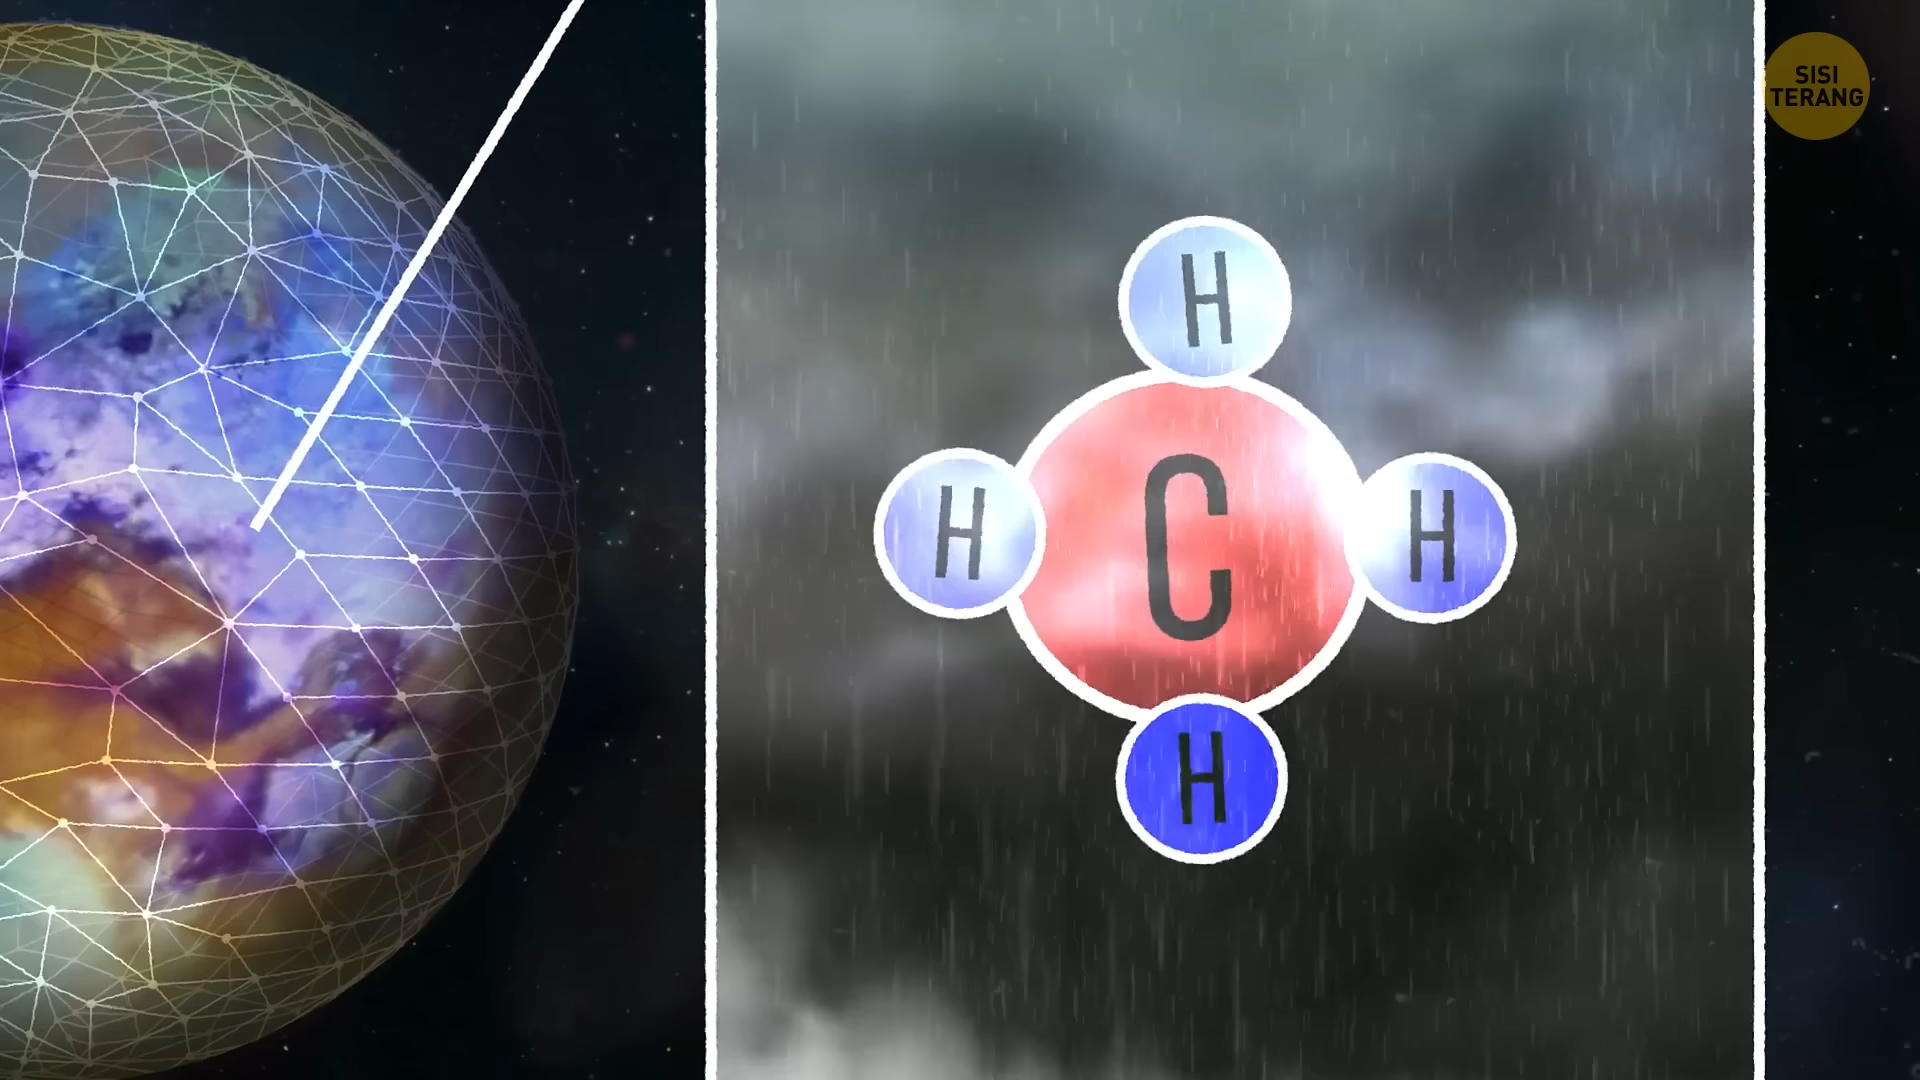 SISI
TERANG
H
H C H
H